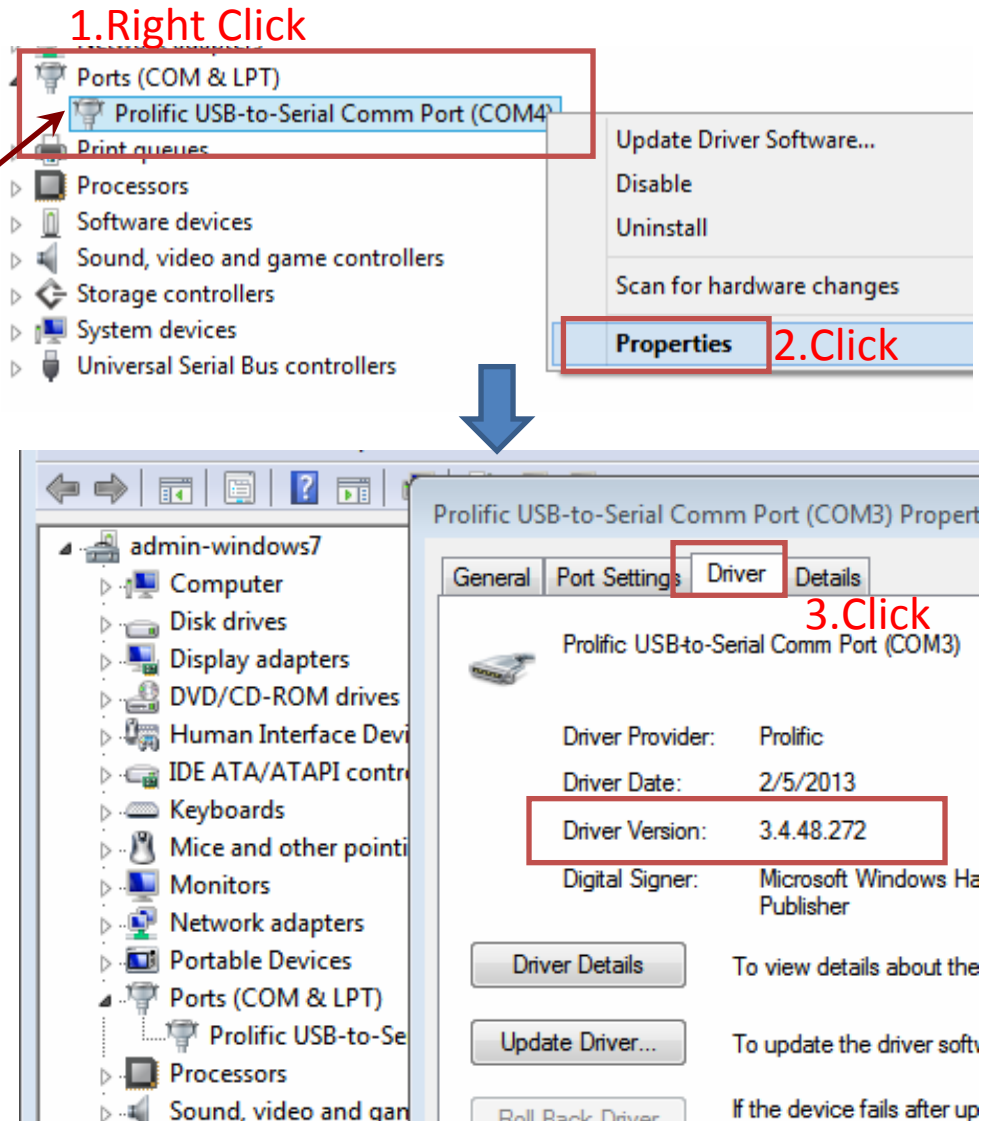 1.Right Click
Network adapters
Ports (COM & LPT)
Prolific USB-to-Serial Comm Port (COM4)
Print queues
Processors
Software devices
Sound, video and game controllers
Storage controllers
System devices
Universal Serial Bus controllers
Update Driver Software...
Disable
Uninstall
Scan for hardware changes
Properties
2.Click
Prolific USB-to-Serial Comm Port (COM3) Propert
admin-windows7
Computer
Disk drives
Display adapters
DVD/CD-ROM drives
Human Interface Devi
IDE ATA/ATAPI contr
Keyboards
Mice and other pointi
Monitors
Network adapters
Portable Devices
Ports (COM & LPT)
Prolific USB-to-Se
Processors
Sound, video and gan
General Port Settings Driver Details
3.Click
Prolific USB-to-Serial Comm Port (COM3)
Driver Provider: Prolific
Driver Date: 2/5/2013
Driver Version: 3.4.48.272
Digital Signer: Microsoft Windows Ha
Publisher
Driver Details To view details about the
Update Driver... To update the driver softw
Roll Back Driver If the device fails after up